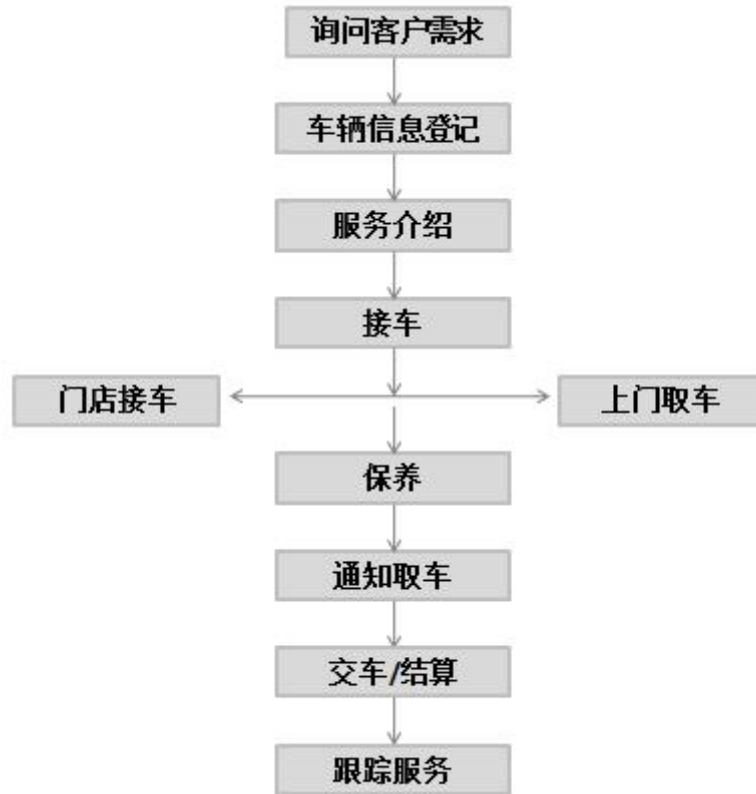 询问客户需求
车辆信息登记
服务介绍
接车
门店接车
上门取车
保养
通知取车
交车/结算
跟踪服务